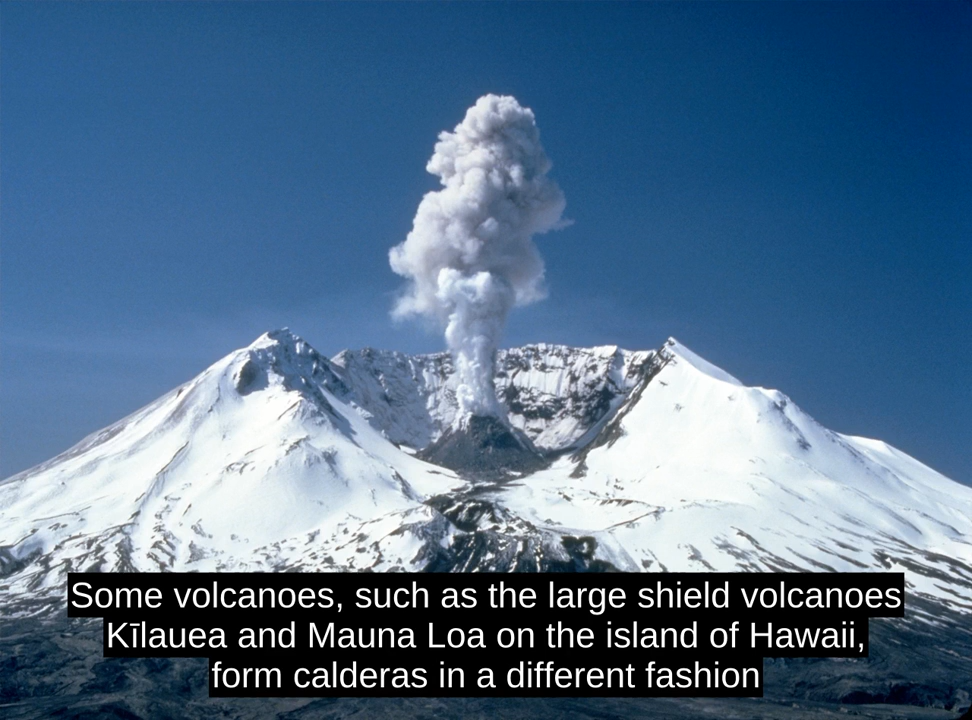 Some volcanoes, such as the large shield volcanoes
Kīlauea and Mauna Loa on the island of Hawaii,
form calderas in a different fashion